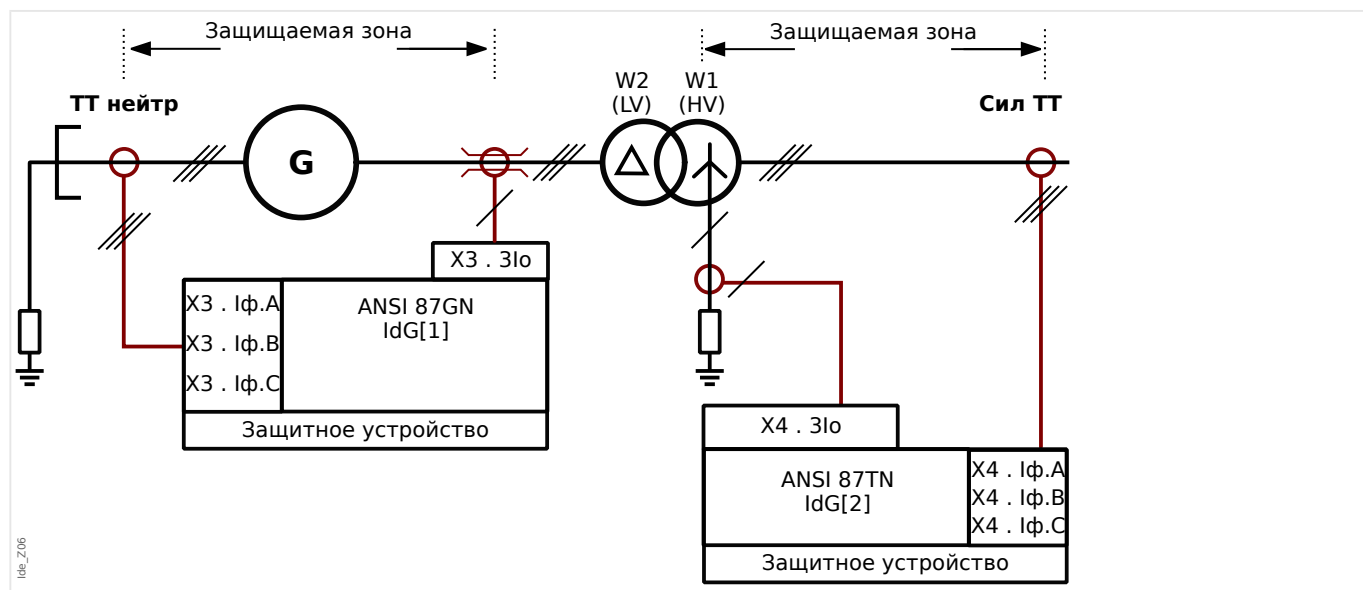 Защищаемая зона
Защищаемая зона
W2
(LV)
W1
(HV)
ТТ нейтр
Сил ТТ
G
X3 . 3Io
X3 . Iф.A
X3 . Iф.B
X3 . Iф.C
ANSI 87GN
IdG[1]
Защитное устройство
X4 . 3Io
ANSI 87TN
IdG[2]
X4 . Iф.A
X4 . Iф.B
X4 . Iф.C
Защитное устройство
Ide_Z06